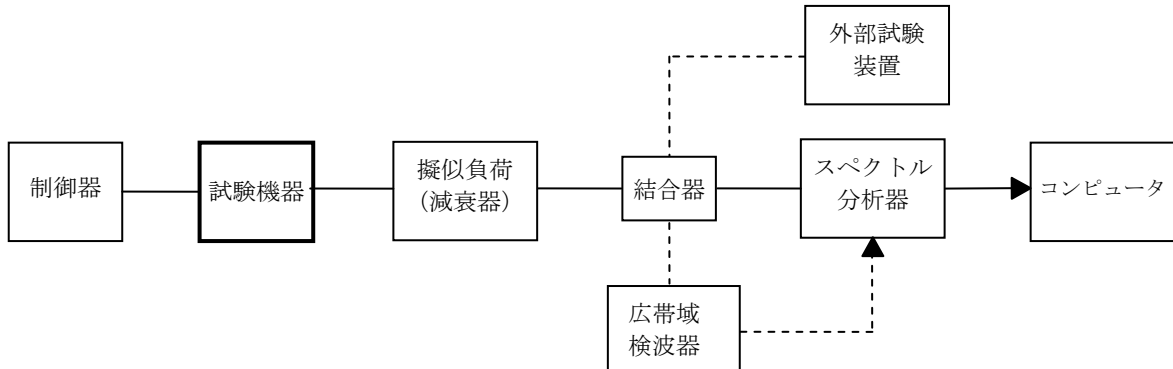 外部試験
装置
制御器
試験機器
擬似負荷
（減衰器）
結合器
スペクトル
分析器
コンピュータ
広帯域
検波器